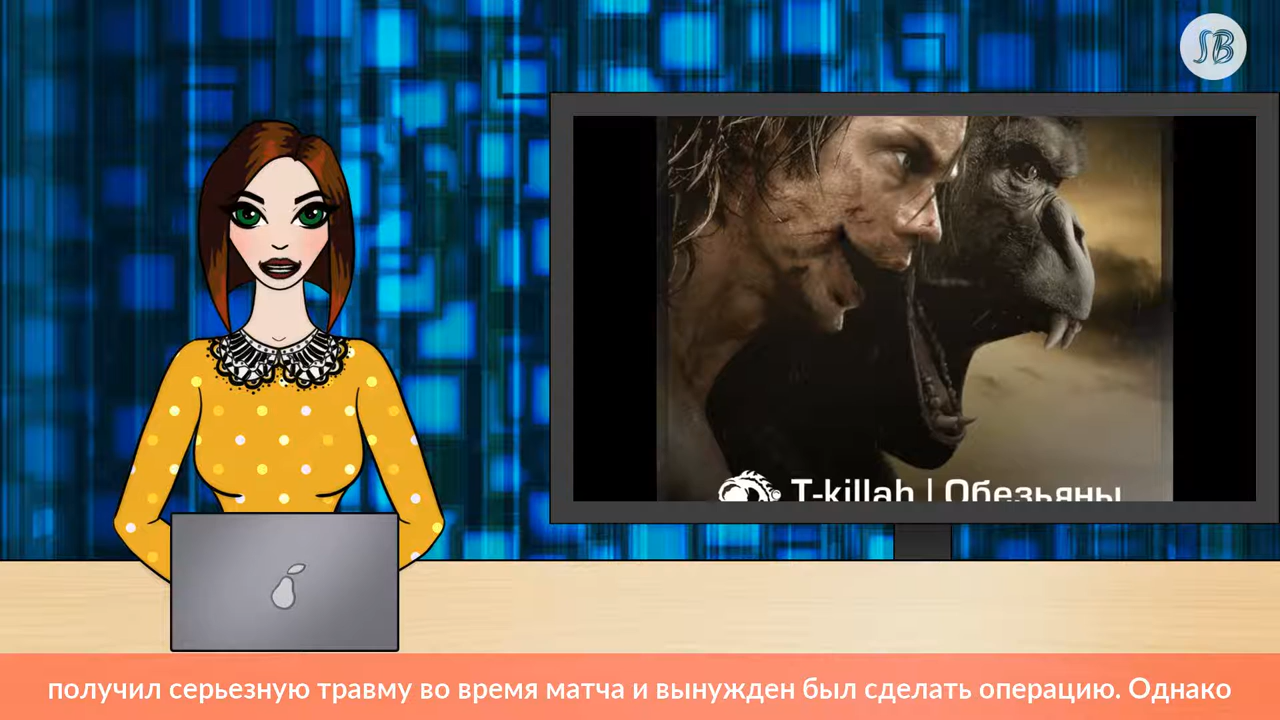 SB
T-killah | Обезьяны
получил серьезную травму во время матча и вынужден был сделать операцию. Однако